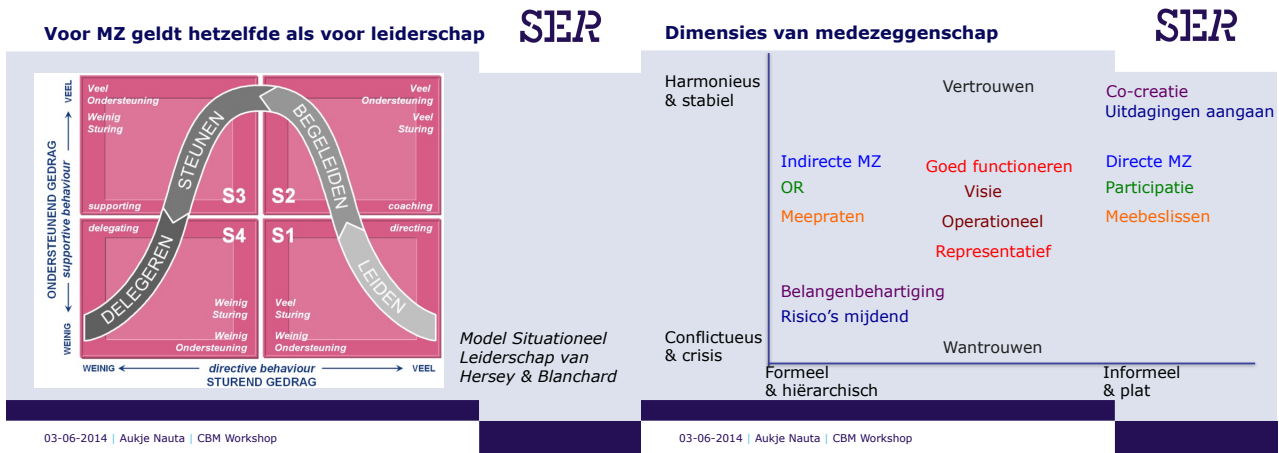 Voor MZ geldt hetzelfde als voor leiderschap
SER
ONDERSTEUNEND GEDRAG
supportive behaviour
VEEL
WEINIG
Veel
Ondersteuning
Weinig
Sturing
Veel
Ondersteuning
Veel
Sturing
STEUNEN
BEGELEIDEN
S3
S2
supporting
coaching
delegating
directing
S4
S1
DELEGEREN
LEIDEN
Weinig
Sturing
Weinig
Ondersteuning
Veel
Sturing
Weinig
Ondersteuning
WEINIG
directive behaviour
VEEL
STUREND GEDRAG
Model Situationeel
Leiderschap van
Hersey & Blanchard
03-06-2014 | Aukje Nauta | CBM Workshop
Dimensies van medezeggenschap
SER
Harmonieus
& stabiel
Vertrouwen
Co-creatie
Uitdagingen aangaan
Indirecte MZ
Goed functioneren
Directe MZ
OR
Visie
Participatie
Meepraten
Operationeel
Meebeslissen
Representatief
Belangenbehartiging
Risico's mijdend
Conflictueus
& crisis
Wantrouwen
Formeel
& hiërarchisch
Informeel
& plat
03-06-2014 | Aukje Nauta | CBM Workshop